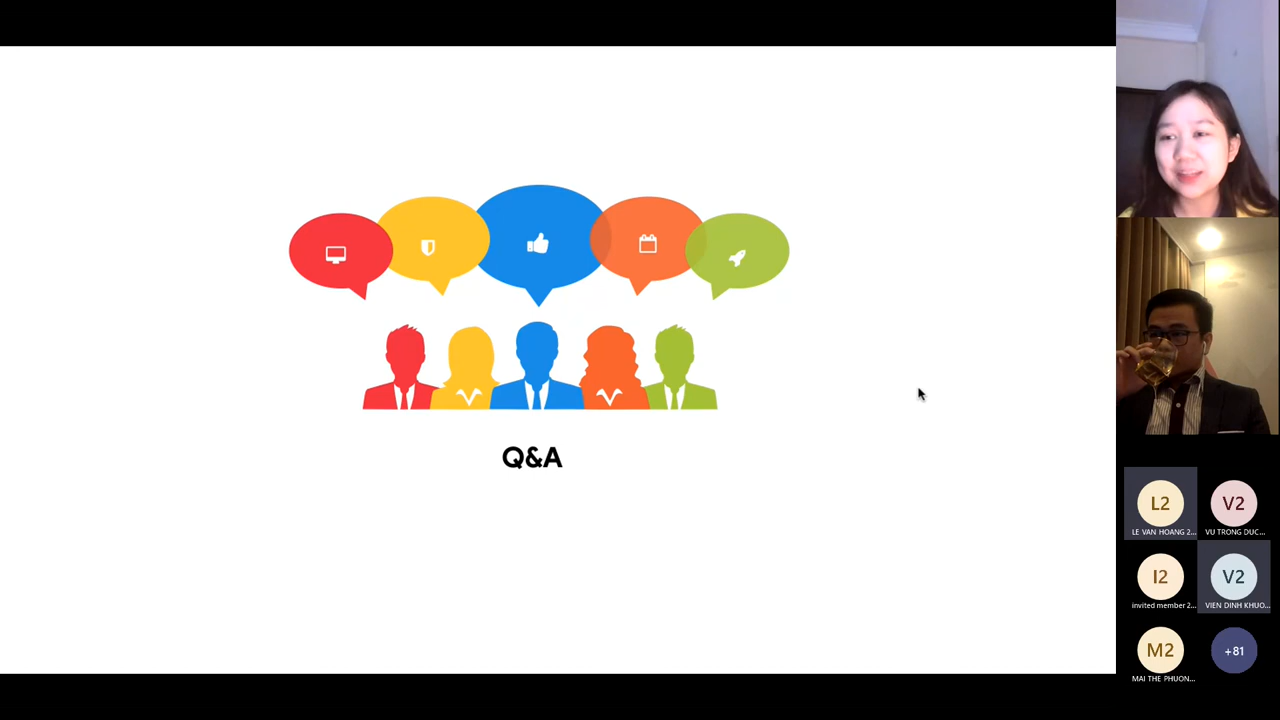 Q&A
L2
LE VAN HOANG 2...
V2
VU TRONG DUC...
I2
invited member 2...
V2
VIEN DINH KHUO...
M2
MAI THE PHUON...
+81